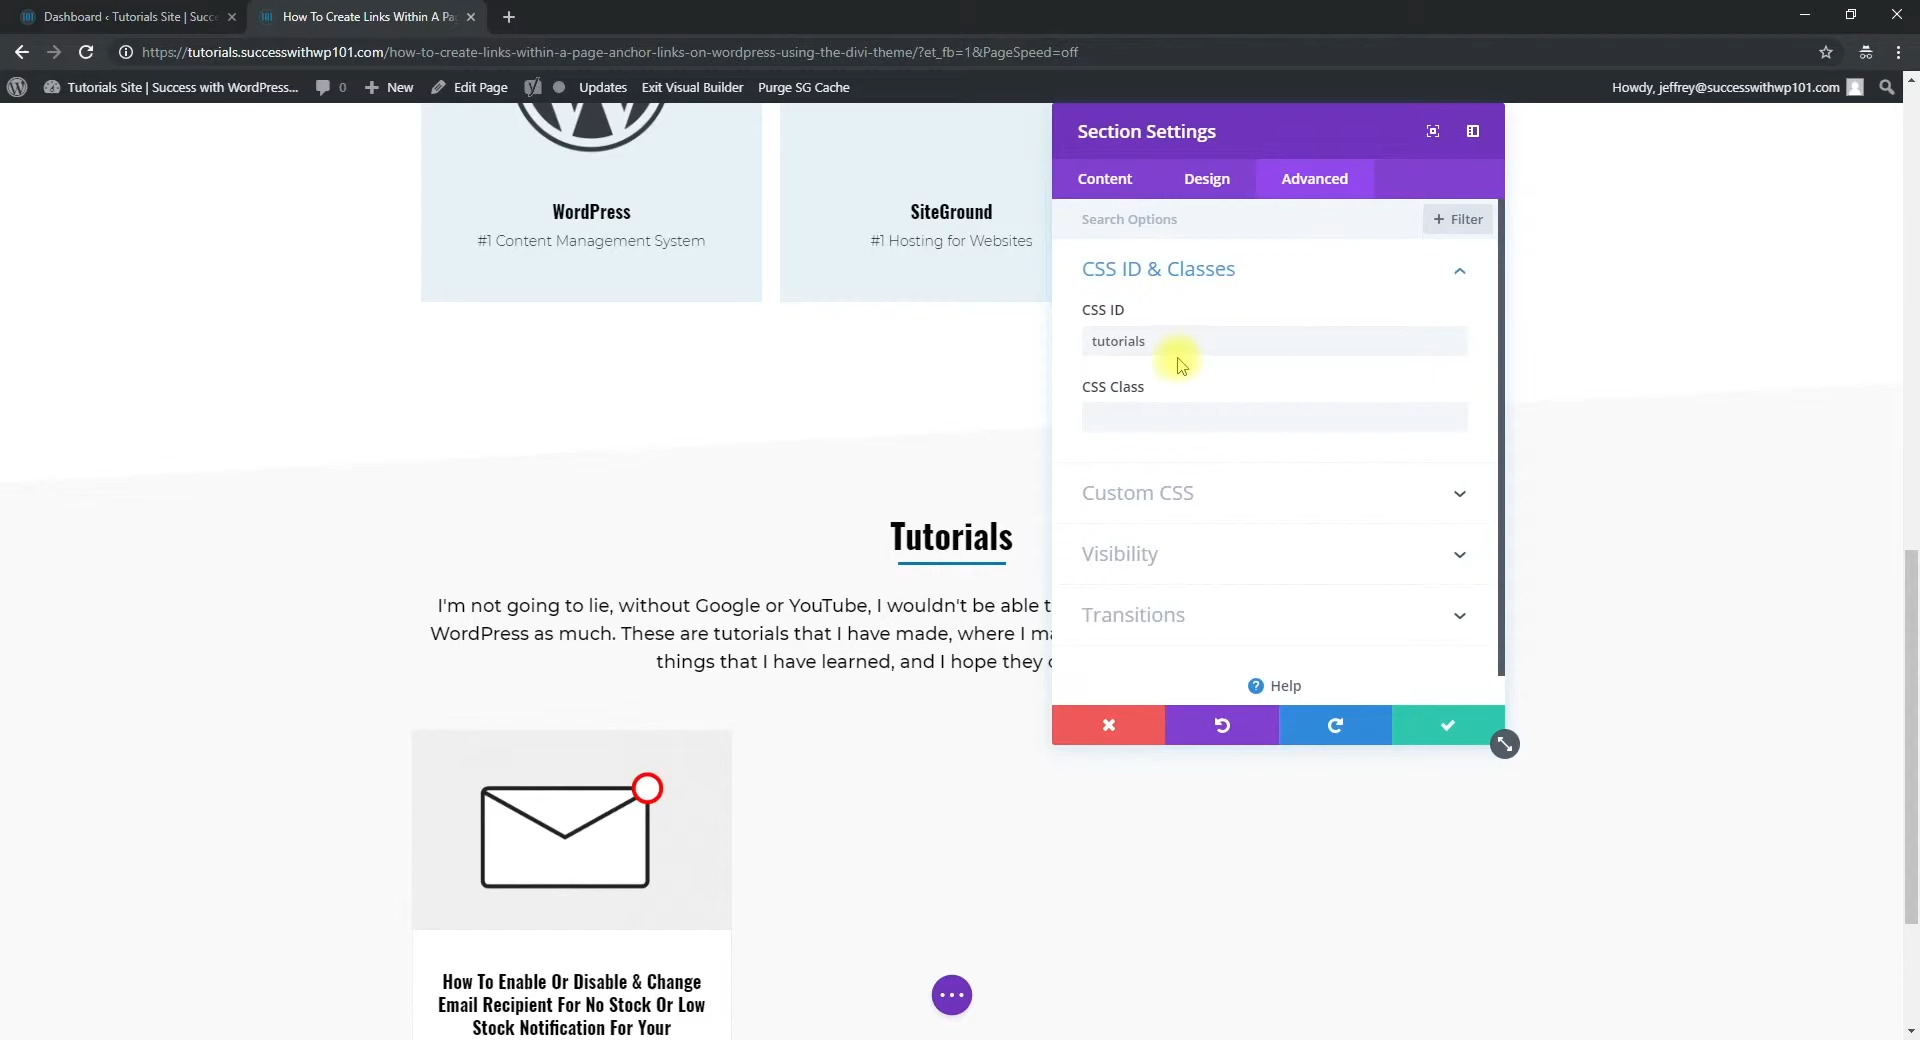 Dashboard ‹ Tutorials Site | Succe
How To Create Links Within A Pa
https://tutorials.successwithwp101.com/how-to-create-links-within-a-page-anchor-links-on-wordpress-using-the-divi-theme/?et_fb=1&PageSpeed=off
Tutorials Site | Success with WordPress...
0
New
Edit Page
Updates
Exit Visual Builder
Purge SG Cache
Howdy, jeffrey@successwithwp101.com
WordPress
#1 Content Management System
SiteGround
#1 Hosting for Websites
Section Settings
Content
Design
Advanced
Search Options
+ Filter
CSS ID & Classes
CSS ID
tutorials
CSS Class
Custom CSS
Visibility
Transitions
Help
Tutorials
I'm not going to lie, without Google or YouTube, I wouldn't be able t
WordPress as much. These are tutorials that I have made, where I ma
things that I have learned, and I hope they
How To Enable Or Disable & Change
Email Recipient For No Stock Or Low
Stock Notification For Your